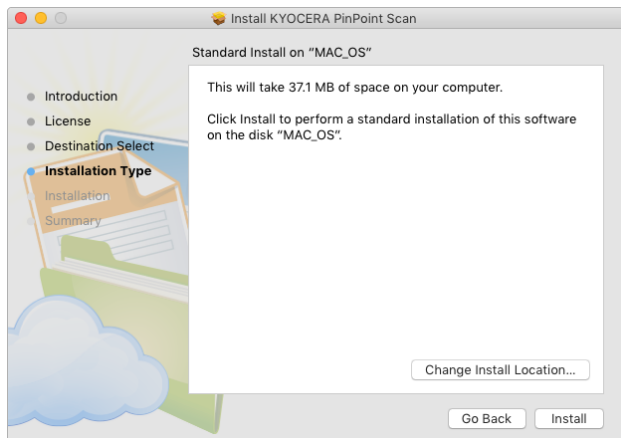 Install KYOCERA PinPoint Scan
Standard Install on “MAC_OS”
Introduction
License
Destination Select
Installation Type
Installation
Summary
This will take 37.1 MB of space on your computer.
Click Install to perform a standard installation of this software
on the disk “MAC_OS”.
Change Install Location...
Go Back
Install